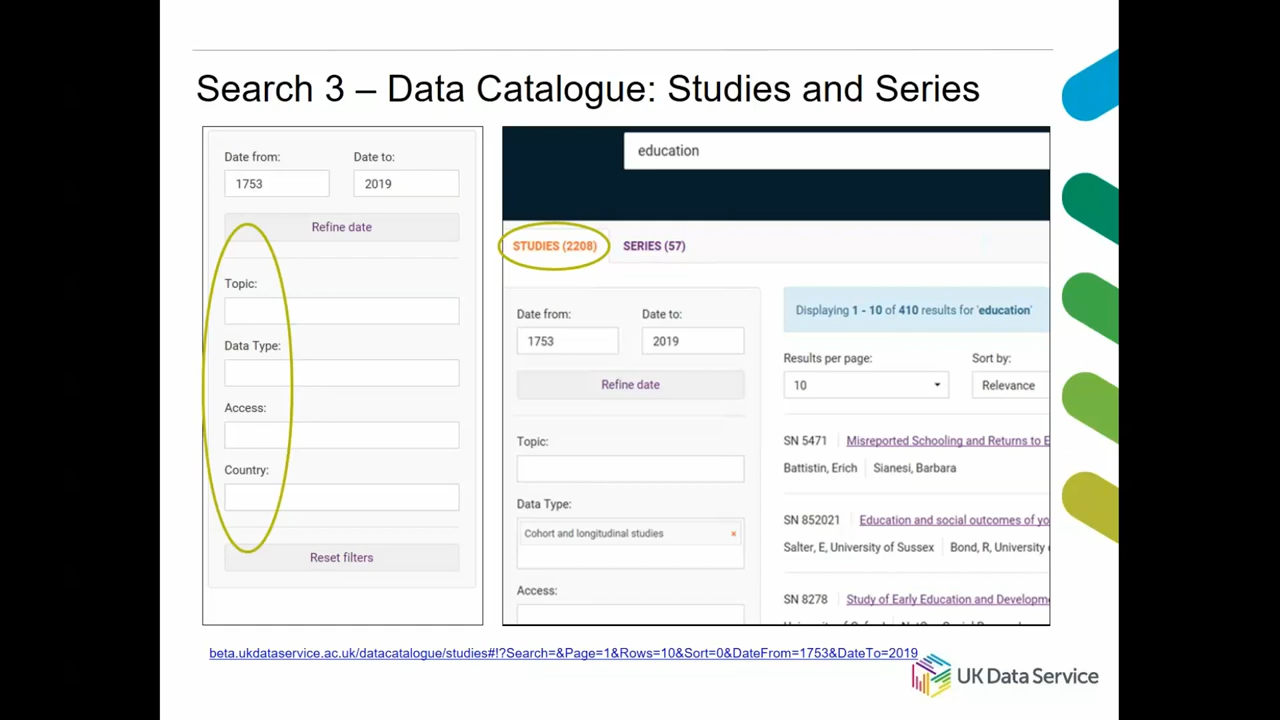 Search 3 – Data Catalogue: Studies and Series
Date from:
Date to:
1753
2019
Refine date
Topic:
Data Type:
Access:
Country:
Reset filters
education
STUDIES (2208)
SERIES (57)
Date from:
Date to:
1753
2019
Refine date
Topic:
Data Type:
Cohort and longitudinal studies ×
Access:
Displaying 1 - 10 of 410 results for 'education'
Results per page:
Sort by:
10
Relevance
SN 5471
Misreported Schooling and Returns to E
Battistin, Erich
Sianesi, Barbara
SN 852021
Education and social outcomes of yo
Salter, E, University of Sussex
Bond, R, University
SN 8278
Study of Early Education and Developme
beta.ukdataservice.ac.uk/datacatalogue/studies#!?Search=&Page=1&Rows=10&Sort=0&DateFrom=1753&DateTo=2019
UK Data Service